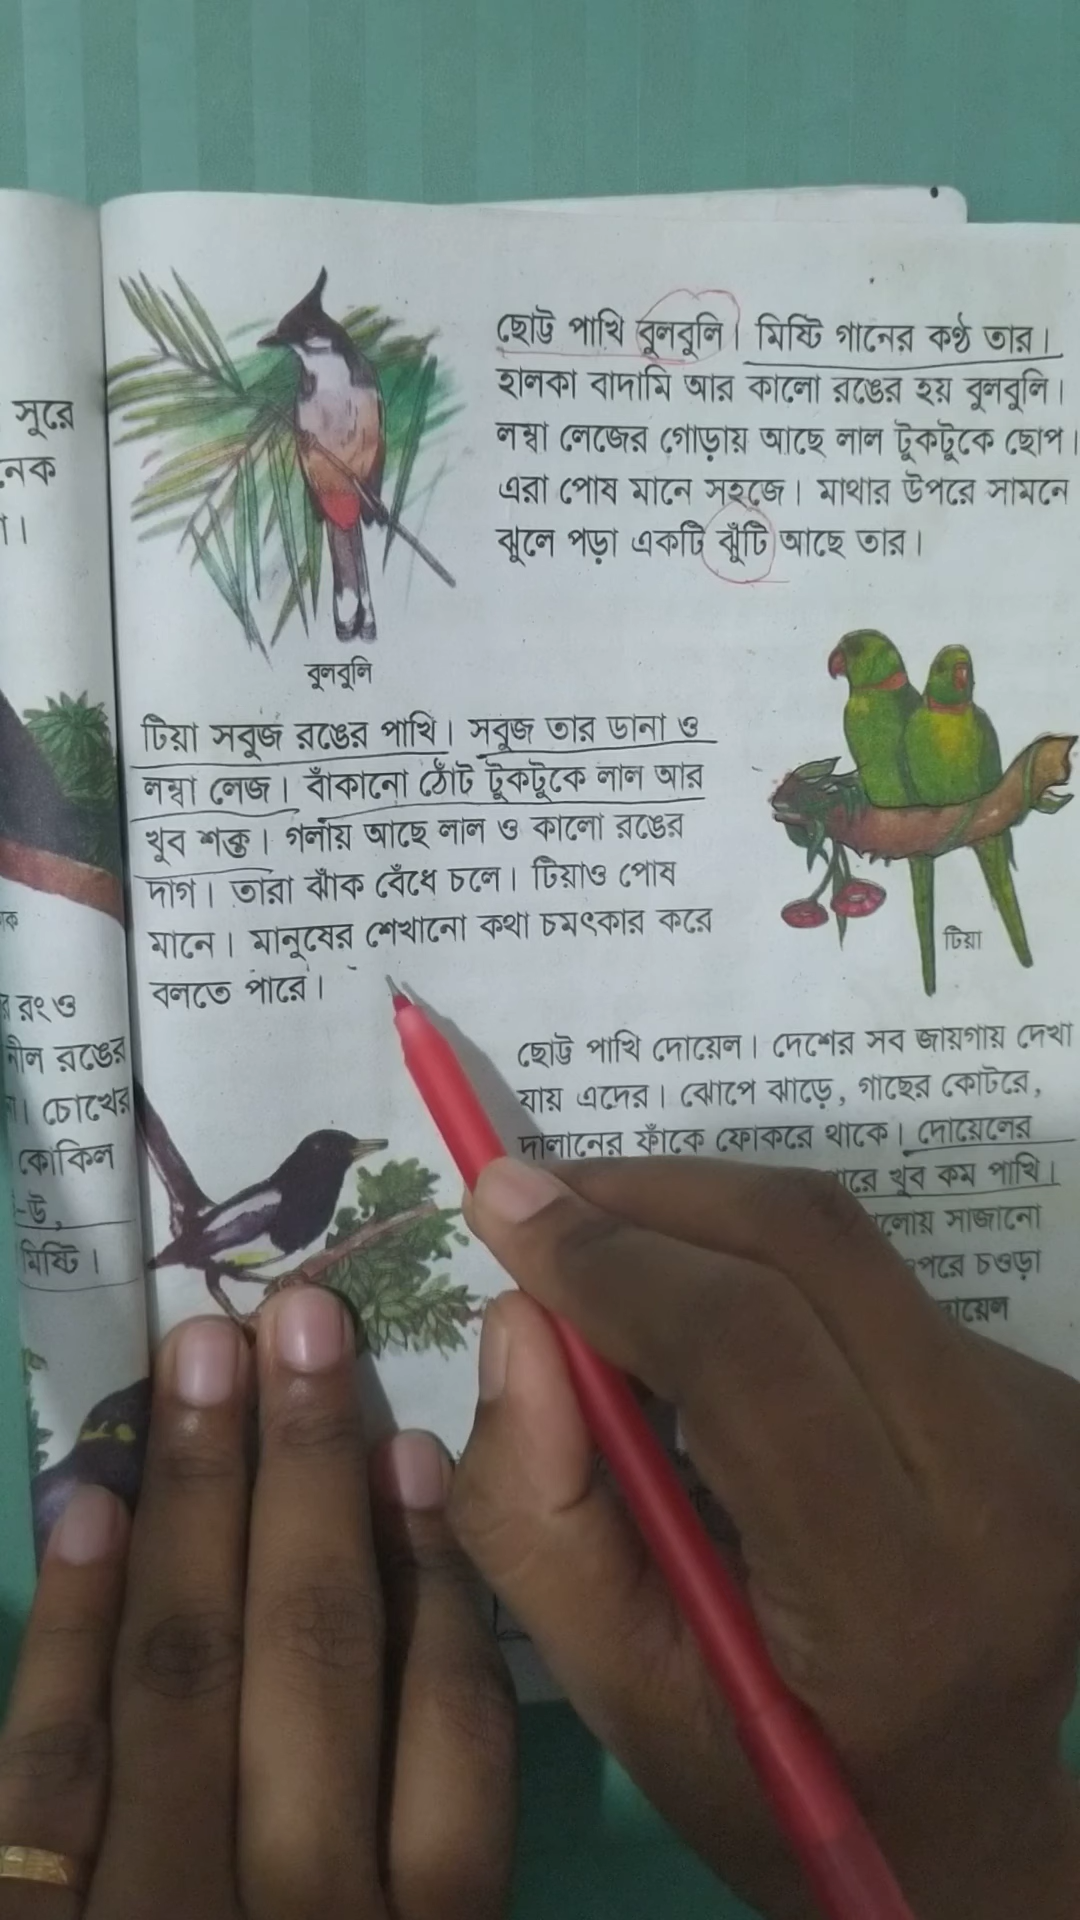 সুরে
নেক
রং ও
নীল রঙের
। চোখের
কোকিল
-উ,
মিষ্টি।
ছোট্ট পাখি বুলবুলি। মিষ্টি গানের কণ্ঠ তার।
হালকা বাদামি আর কালো রঙের হয় বুলবুলি।
লম্বা লেজের গোড়ায় আছে লাল টুকটুকে ছোপ।
এরা পোষ মানে সহজে। মাথার উপরে সামনে
ঝুলে পড়া একটি ঝুঁটি আছে তার।
বুলবুলি
টিয়া সবুজ রঙের পাখি। সবুজ তার ডানা ও
লম্বা লেজ। বাঁকানো ঠোঁট টুকটুকে লাল আর
খুব শক্ত। গলায় আছে লাল ও কালো রঙের
দাগ। তারা ঝাঁক বেঁধে চলে। টিয়াও পোষ
মানে। মানুষের শেখানো কথা চমৎকার করে
বলতে পারে।
টিয়া
ছোট্ট পাখি দোয়েল। দেশের সব জায়গায় দেখা
যায় এদের। ঝোপে ঝাড়ে, গাছের কোটরে,
দালানের ফাঁকে ফোকরে থাকে। দোয়েলের
খুব কম পাখি।
সাজানো
চওড়া